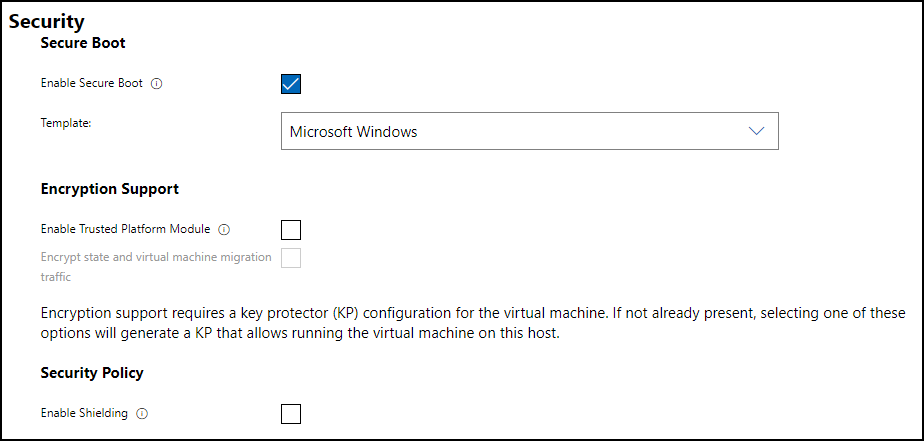 Security
Secure Boot
Enable Secure Boot
Template:
Microsoft Windows
Encryption Support
Enable Trusted Platform Module
Encrypt state and virtual machine migration
traffic
Encryption support requires a key protector (KP) configuration for the virtual machine. If not already present, selecting one of these
options will generate a KP that allows running the virtual machine on this host.
Security Policy
Enable Shielding